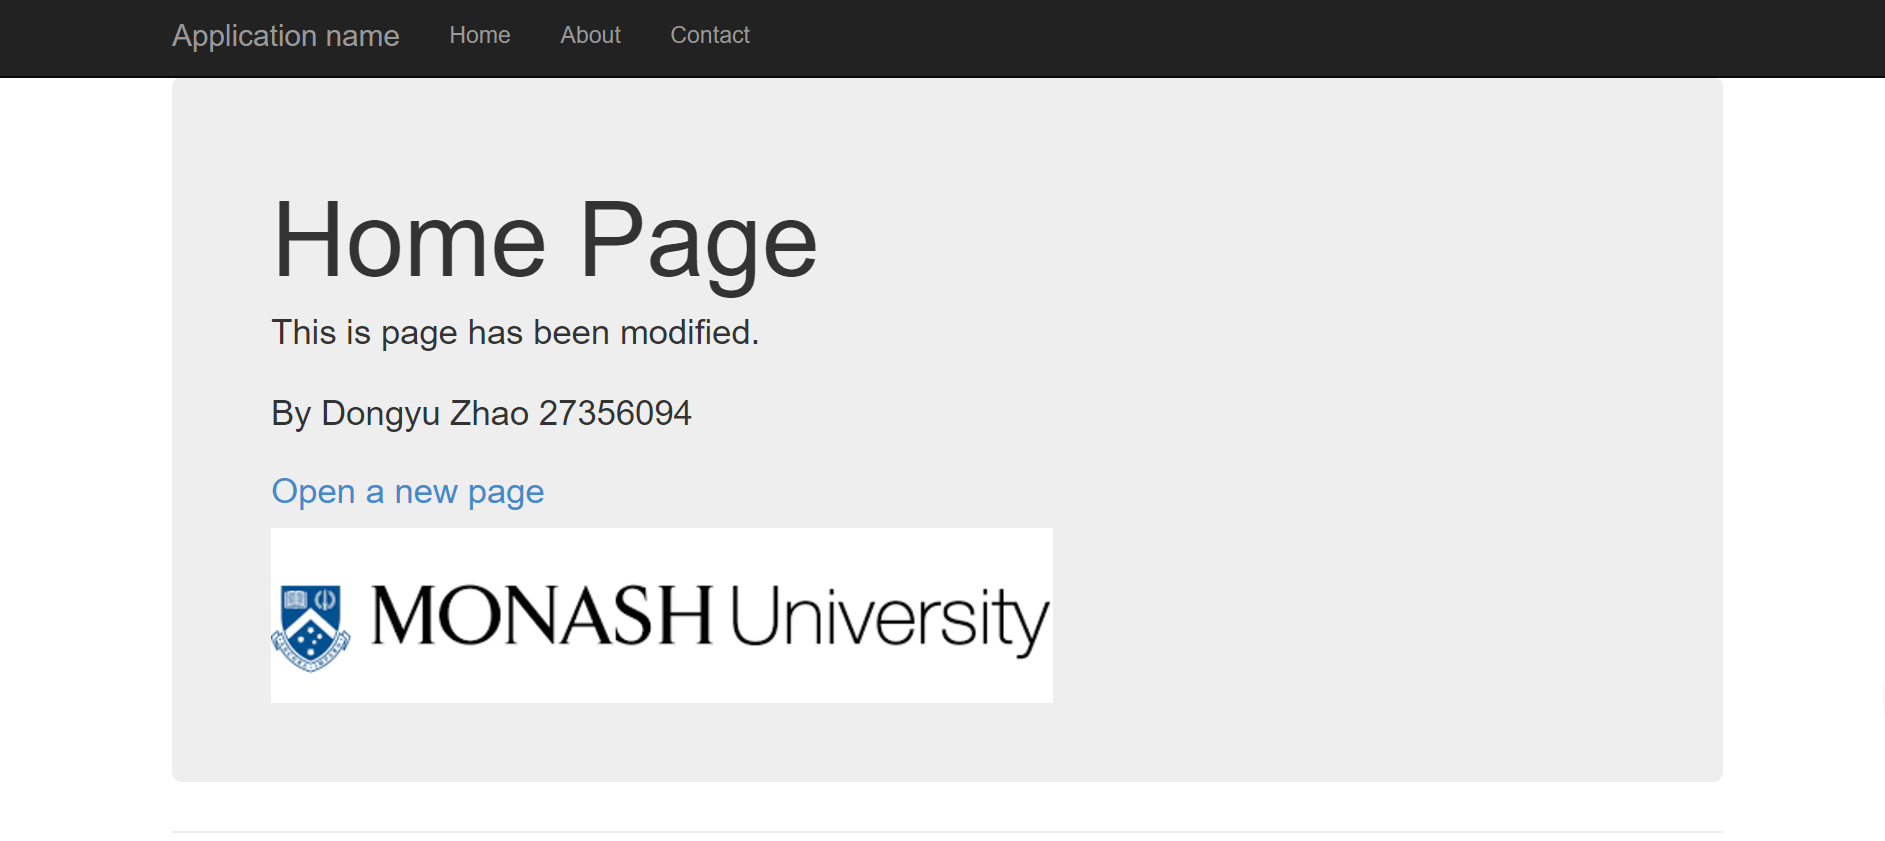 Application name Home About Contact
Home Page
This is page has been modified.
By Dongyu Zhao 27356094
Open a new page
MONASH University